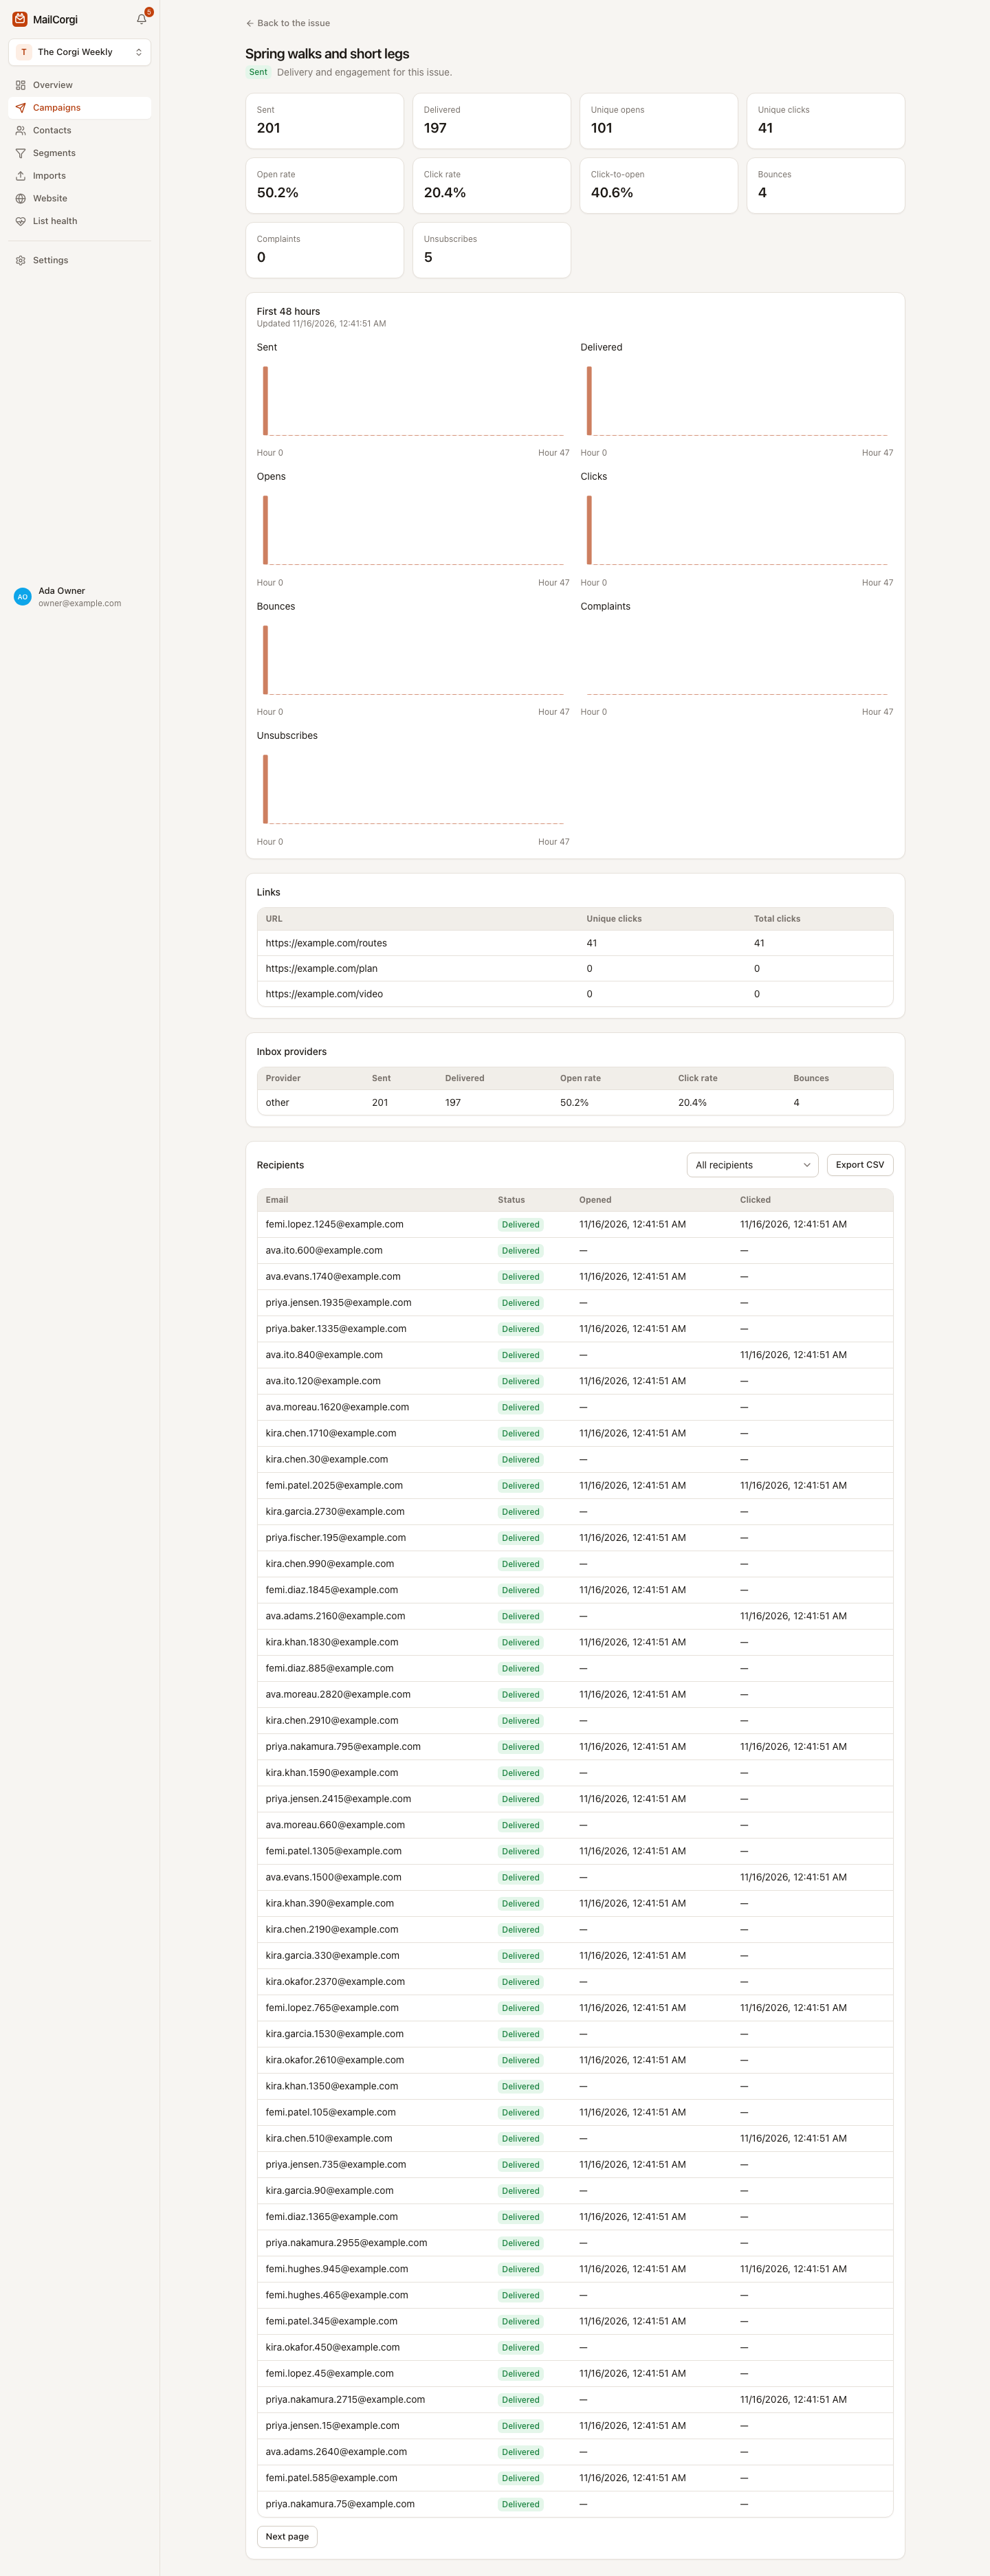 MailCorgi
5
T The Corgi Weekly
Overview
Campaigns
Contacts
Segments
Imports
Website
List health
Settings
AO Ada Owner
owner@example.com
← Back to the issue
Spring walks and short legs
Sent Delivery and engagement for this issue.
Sent
201
Delivered
197
Unique opens
101
Unique clicks
41
Open rate
50.2%
Click rate
20.4%
Click-to-open
40.6%
Bounces
4
Complaints
0
Unsubscribes
5
First 48 hours
Updated 11/16/2026, 12:41:51 AM
Sent
Hour 0 Hour 47
Delivered
Hour 0 Hour 47
Opens
Hour 0 Hour 47
Clicks
Hour 0 Hour 47
Bounces
Hour 0 Hour 47
Complaints
Hour 0 Hour 47
Unsubscribes
Hour 0 Hour 47
Links
URL Unique clicks Total clicks
https://example.com/routes 41 41
https://example.com/plan 0 0
https://example.com/video 0 0
Inbox providers
Provider Sent Delivered Open rate Click rate Bounces
other 201 197 50.2% 20.4% 4
Recipients All recipients Export CSV
Email Status Opened Clicked
femi.lopez.1245@example.com Delivered 11/16/2026, 12:41:51 AM 11/16/2026, 12:41:51 AM
ava.ito.600@example.com Delivered — —
ava.evans.1740@example.com Delivered 11/16/2026, 12:41:51 AM —
priya.jensen.1935@example.com Delivered — —
priya.baker.1335@example.com Delivered 11/16/2026, 12:41:51 AM —
ava.ito.840@example.com Delivered — 11/16/2026, 12:41:51 AM
ava.ito.120@example.com Delivered 11/16/2026, 12:41:51 AM —
ava.moreau.1620@example.com Delivered — —
kira.chen.1710@example.com Delivered 11/16/2026, 12:41:51 AM —
kira.chen.30@example.com Delivered — —
femi.patel.2025@example.com Delivered 11/16/2026, 12:41:51 AM 11/16/2026, 12:41:51 AM
kira.garcia.2730@example.com Delivered — —
priya.fischer.195@example.com Delivered 11/16/2026, 12:41:51 AM —
kira.chen.990@example.com Delivered — —
femi.diaz.1845@example.com Delivered 11/16/2026, 12:41:51 AM —
ava.adams.2160@example.com Delivered — 11/16/2026, 12:41:51 AM
kira.khan.1830@example.com Delivered 11/16/2026, 12:41:51 AM —
femi.diaz.885@example.com Delivered — —
ava.moreau.2820@example.com Delivered 11/16/2026, 12:41:51 AM —
kira.chen.2910@example.com Delivered — —
priya.nakamura.795@example.com Delivered 11/16/2026, 12:41:51 AM 11/16/2026, 12:41:51 AM
kira.khan.1590@example.com Delivered — —
priya.jensen.2415@example.com Delivered 11/16/2026, 12:41:51 AM —
ava.moreau.660@example.com Delivered — —
femi.patel.1305@example.com Delivered 11/16/2026, 12:41:51 AM —
ava.evans.1500@example.com Delivered — 11/16/2026, 12:41:51 AM
kira.khan.390@example.com Delivered 11/16/2026, 12:41:51 AM —
kira.chen.2190@example.com Delivered — —
kira.garcia.330@example.com Delivered 11/16/2026, 12:41:51 AM —
kira.okafor.2370@example.com Delivered — —
femi.lopez.765@example.com Delivered 11/16/2026, 12:41:51 AM 11/16/2026, 12:41:51 AM
kira.garcia.1530@example.com Delivered — —
kira.okafor.2610@example.com Delivered 11/16/2026, 12:41:51 AM —
kira.khan.1350@example.com Delivered — —
femi.patel.105@example.com Delivered 11/16/2026, 12:41:51 AM —
kira.chen.510@example.com Delivered — 11/16/2026, 12:41:51 AM
priya.jensen.735@example.com Delivered 11/16/2026, 12:41:51 AM —
kira.garcia.90@example.com Delivered — —
femi.diaz.1365@example.com Delivered 11/16/2026, 12:41:51 AM —
priya.nakamura.2955@example.com Delivered — —
femi.hughes.945@example.com Delivered 11/16/2026, 12:41:51 AM 11/16/2026, 12:41:51 AM
femi.hughes.465@example.com Delivered — —
femi.patel.345@example.com Delivered 11/16/2026, 12:41:51 AM —
kira.okafor.450@example.com Delivered — —
femi.lopez.45@example.com Delivered 11/16/2026, 12:41:51 AM —
priya.nakamura.2715@example.com Delivered — 11/16/2026, 12:41:51 AM
priya.jensen.15@example.com Delivered 11/16/2026, 12:41:51 AM —
ava.adams.2640@example.com Delivered — —
femi.patel.585@example.com Delivered 11/16/2026, 12:41:51 AM —
priya.nakamura.75@example.com Delivered — —
Next page